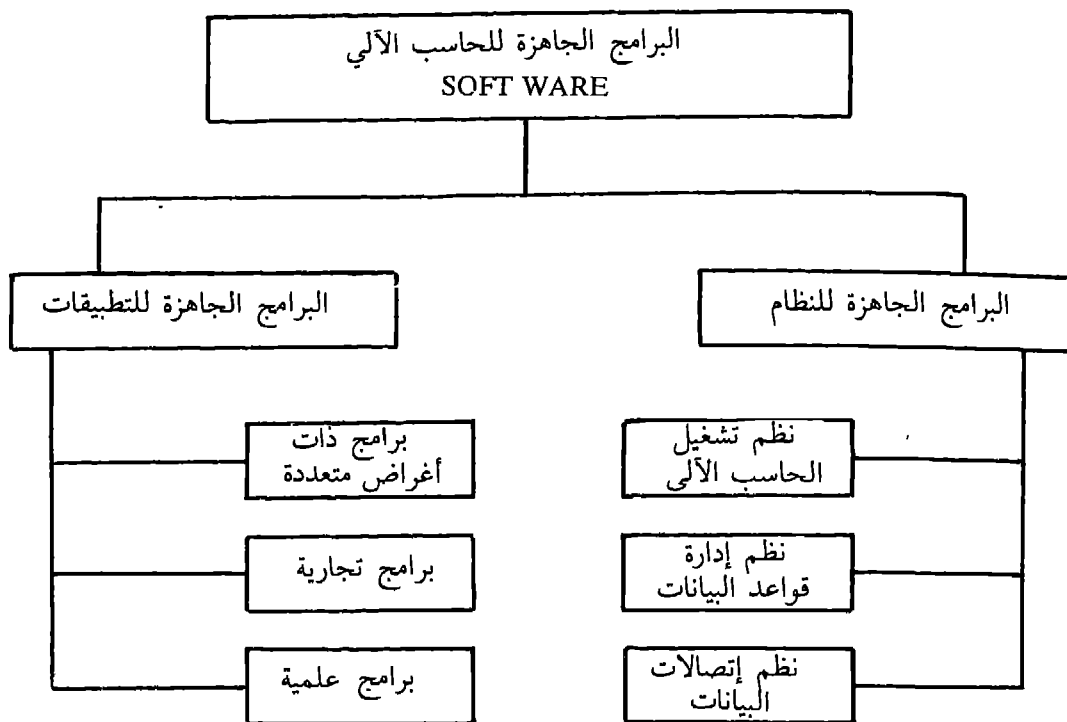 البرامج الجاهزة للحاسب الآلي
SOFT WARE
البرامج الجاهزة للنظام
البرامج الجاهزة للتطبيقات
نظم تشغيل
الحاسب الآلى
نظم إدارة
قواعد البيانات
نظم إتصالات
البيانات
برامج ذات
أغراض متعددة
برامج تجارية
برامج علمية